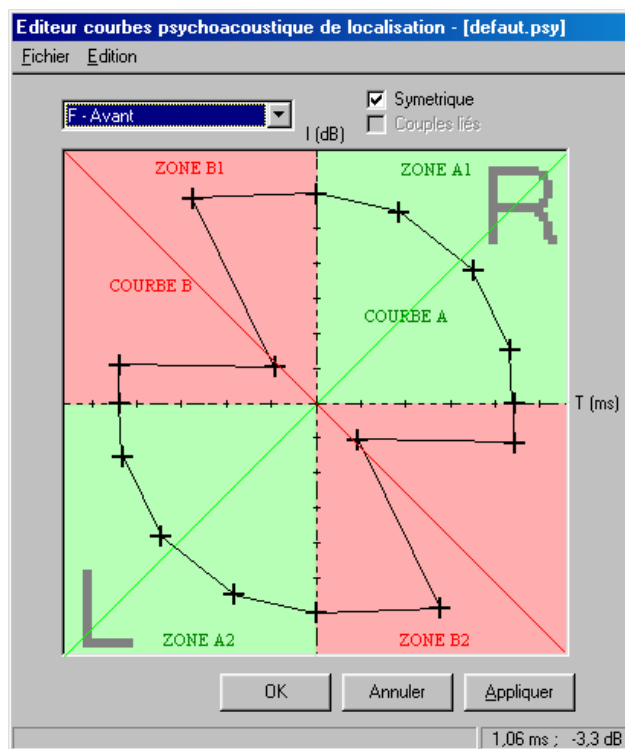 Editeur courbes psychoacoustique de localisation - [defaut.psy]
Fichier Edition
F - Avant
Symetrique
Couples liés
I (dB)
ZONE B1
ZONE A1
R
COURBE B
COURBE A
T (ms)
L
ZONE A2
ZONE B2
OK
Annuler
Appliquer
1,06 ms ; -3,3 dB